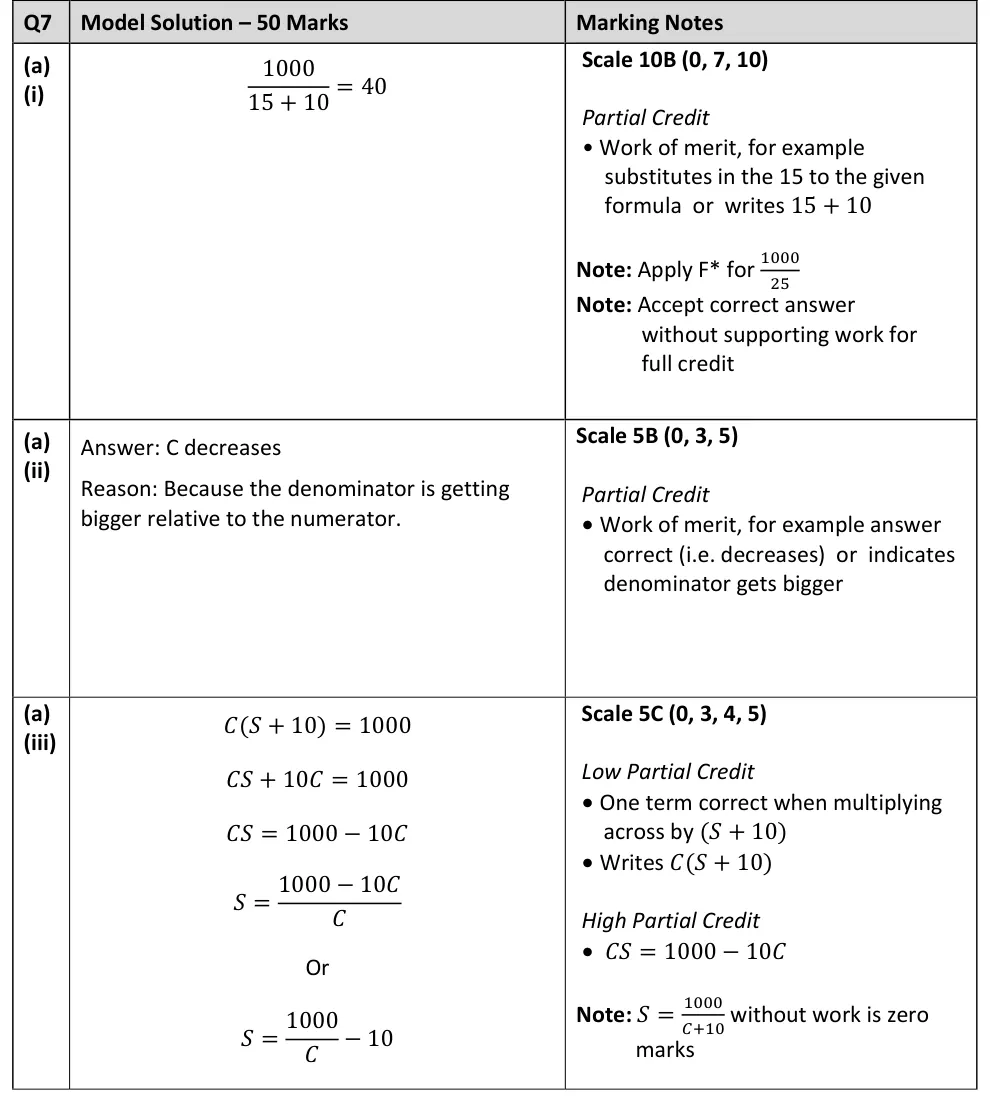 Q7 Model Solution – 50 Marks Marking Notes
(a)
(i)
1000
15 + 10 = 40
Scale 10B (0, 7, 10)
Partial Credit
• Work of merit, for example
substitutes in the 15 to the given
formula or writes 15 + 10
Note: Apply F* for 1000/25
Note: Accept correct answer
without supporting work for
full credit
(a)
(ii)
Answer: C decreases
Reason: Because the denominator is getting
bigger relative to the numerator.
Scale 5B (0, 3, 5)
Partial Credit
• Work of merit, for example answer
correct (i.e. decreases) or indicates
denominator gets bigger
(a)
(iii)
C(S + 10) = 1000
CS + 10C = 1000
CS = 1000 − 10C
S = (1000 − 10C)/C
Or
S = 1000/C − 10
Scale 5C (0, 3, 4, 5)
Low Partial Credit
• One term correct when multiplying
across by (S + 10)
• Writes C(S + 10)
High Partial Credit
• CS = 1000 − 10C
Note: S = 1000/(C+10) without work is zero
marks